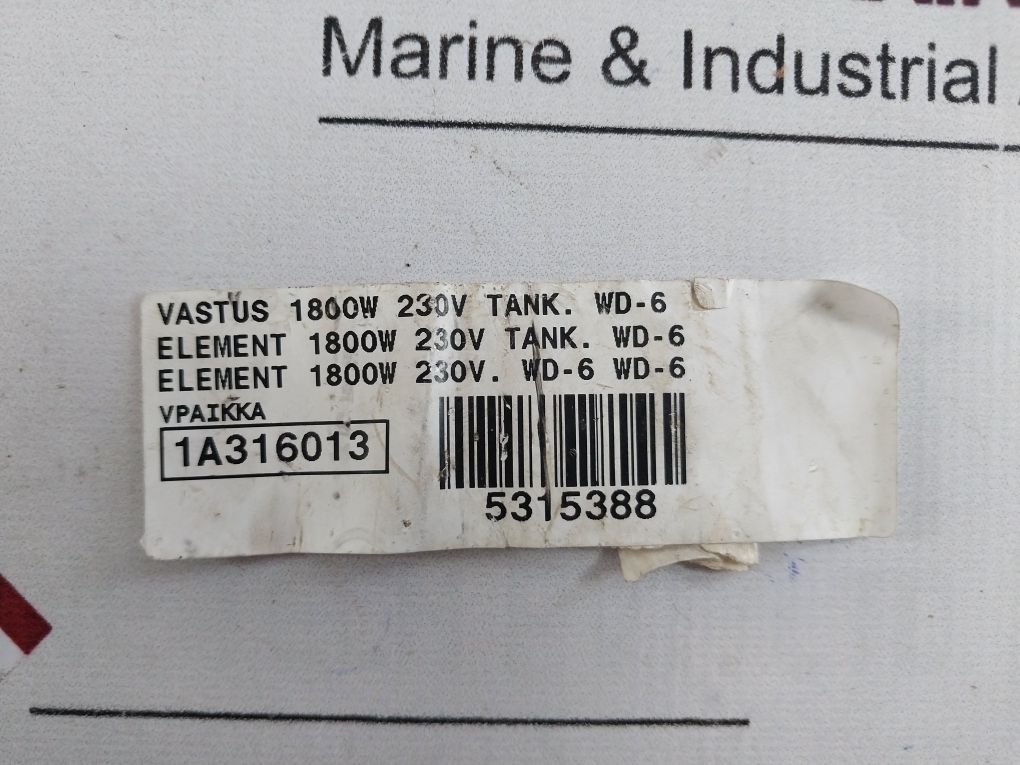 Marine & Industrial
VASTUS 1800W 230V TANK. WD-6
ELEMENT 1800W 230V TANK. WD-6
ELEMENT 1800W 230V. WD-6 WD-6
VPAIKKA
1A316013
5315388